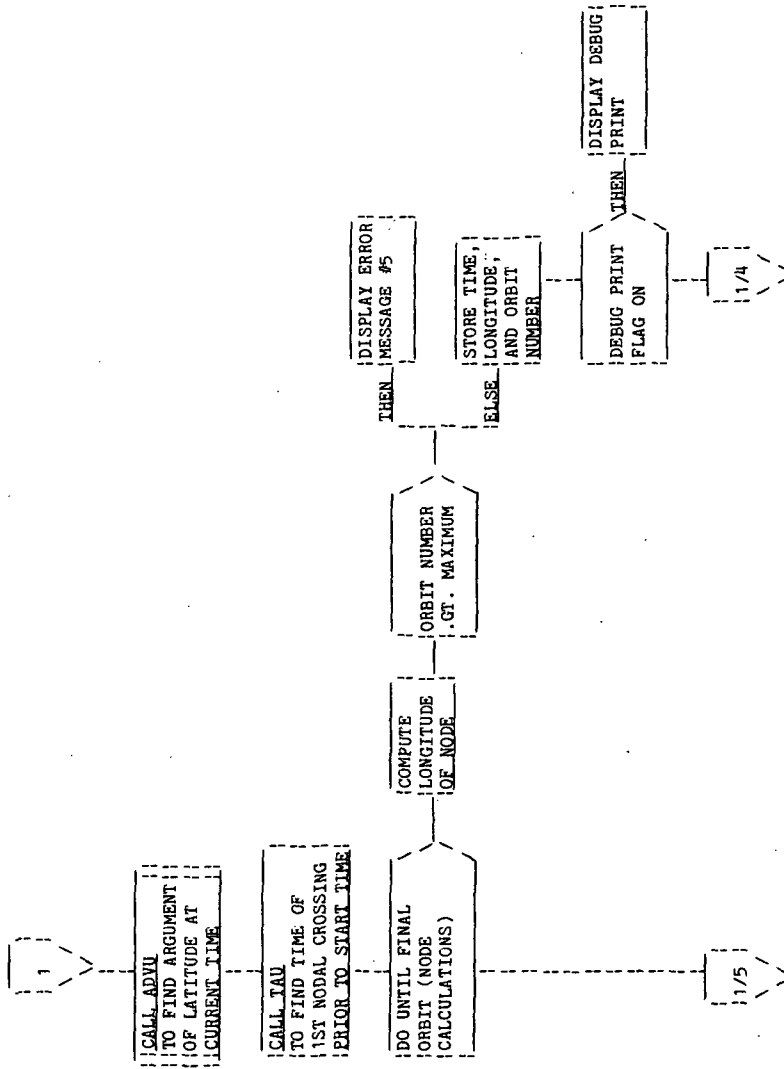 1
CALL ADVU
TO FIND ARGUMENT
OF LATITUDE AT
CURRENT TIME
CALL TAU
TO FIND TIME OF
1ST NODAL CROSSING
PRIOR TO START TIME
DO UNTIL FINAL
ORBIT (NODE
CALCULATIONS)
1/5
COMPUTE
LONGITUDE
OF NODE
ORBIT NUMBER
.GT. MAXIMUM
THEN
DISPLAY ERROR
MESSAGE #5
ELSE
STORE TIME,
LONGITUDE,
AND ORBIT
NUMBER
DEBUG PRINT
FLAG ON
THEN
DISPLAY DEBUG
PRINT
1/4